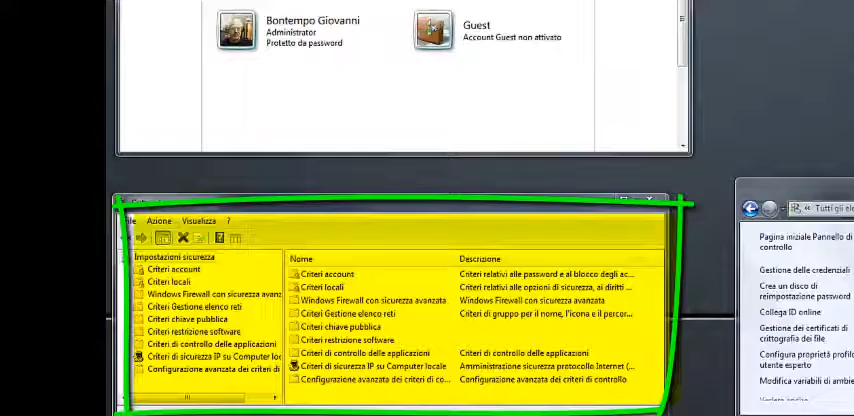 Bontempo Giovanni
Administrator
Protetto da password
Guest
Account Guest non attivato
Azione Visualizza ?
Impostazioni sicurezza
Criteri account
Criteri locali
Windows Firewall con sicurezza avanz
Criteri Gestione elenco reti
Criteri chiave pubblica
Criteri restrizione software
Criteri di controllo delle applicazioni
Criteri di sicurezza IP su Computer loc
Configurazione avanzata dei criteri di
Nome Descrizione
Criteri account Criteri relativi alle password e al blocco degli ac...
Criteri locali Criteri relativi alle opzioni di sicurezza, ai diritti ...
Windows Firewall con sicurezza avanzata Windows Firewall con sicurezza avanzata
Criteri Gestione elenco reti Criteri di gruppo per il nome, l'icona e il percor...
Criteri chiave pubblica
Criteri restrizione software
Criteri di controllo delle applicazioni Criteri di controllo delle applicazioni
Criteri di sicurezza IP su Computer locale Amministrazione sicurezza protocollo Internet (...
Configurazione avanzata dei criteri di co... Configurazione avanzata dei criteri di controllo
« Tutti gli ele
Pagina iniziale Pannello di
controllo
Gestione delle credenziali
Crea un disco di
reimpostazione password
Collega ID online
Gestione dei certificati di
crittografia dei file
Configura proprietà profilo
utente esperto
Modifica variabili di ambie